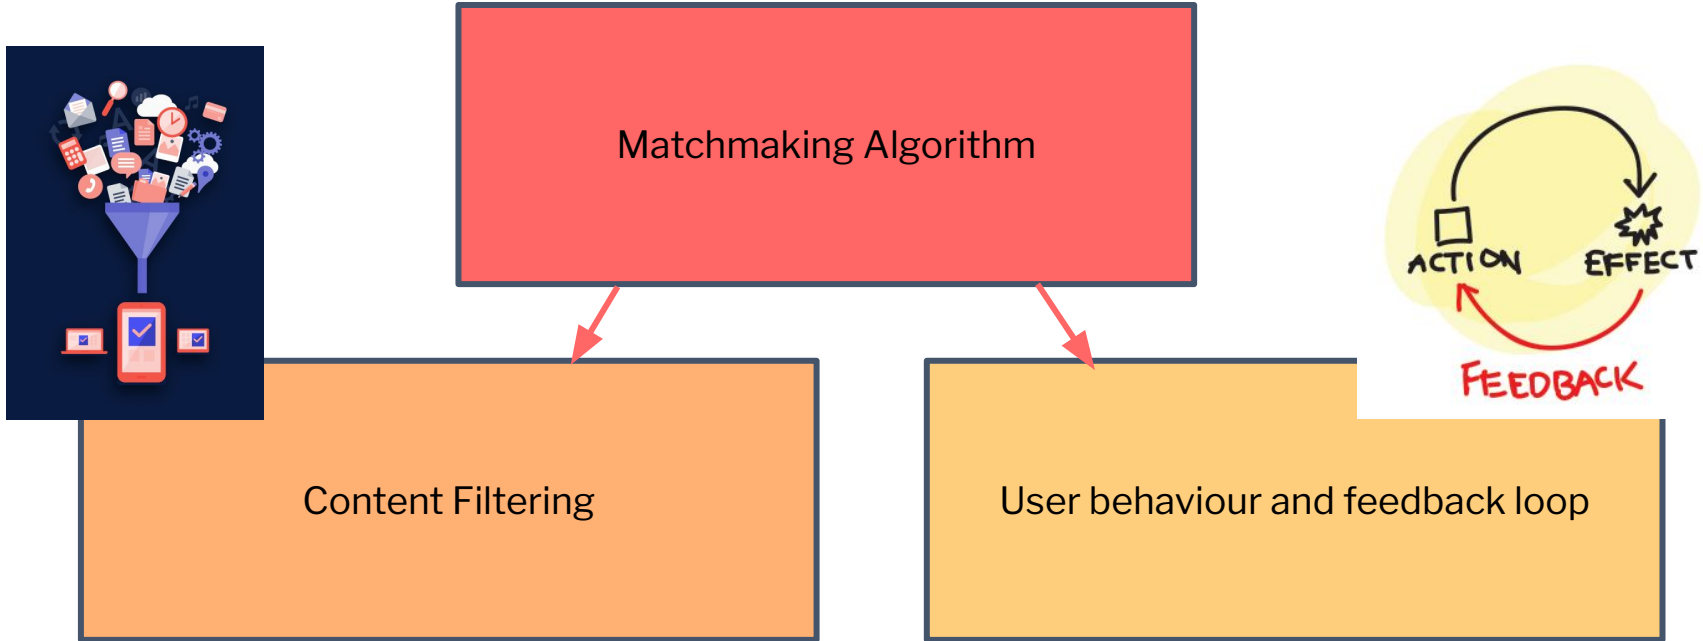 Matchmaking Algorithm
ACTION
EFFECT
FEEDBACK
Content Filtering
User behaviour and feedback loop